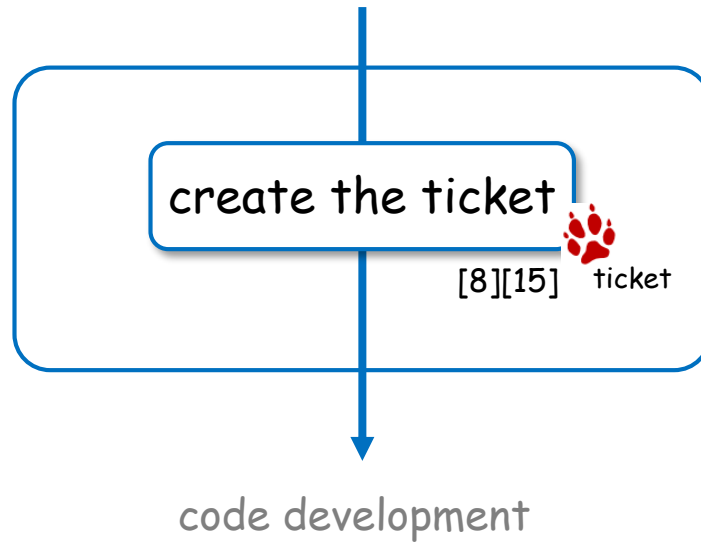 create the ticket
[8][15] ticket
code development